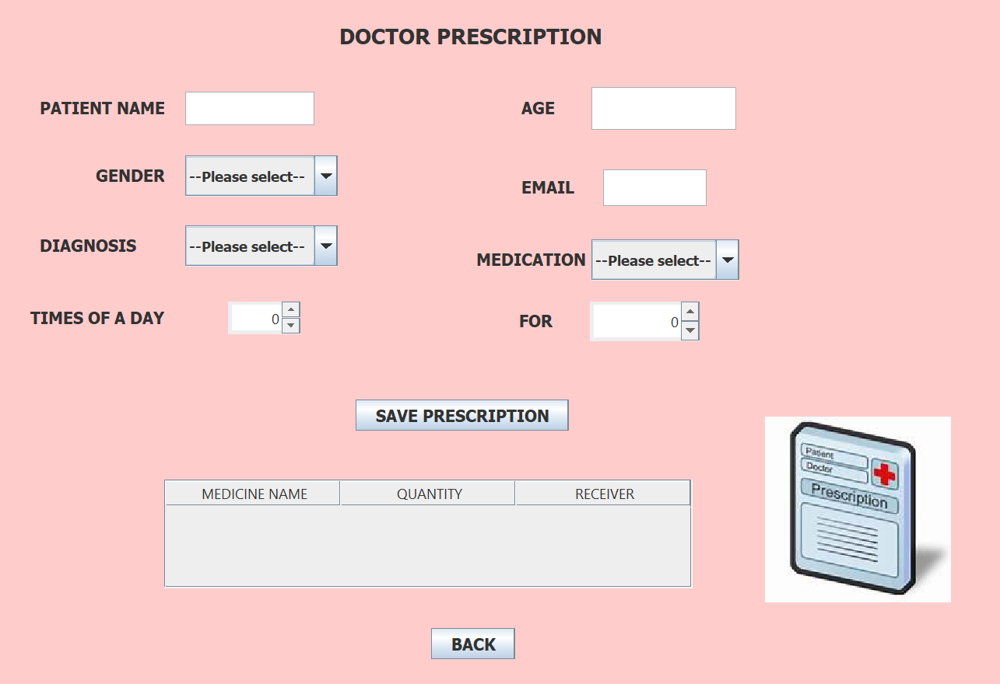 DOCTOR PRESCRIPTION
PATIENT NAME
AGE
GENDER --Please select--
EMAIL
DIAGNOSIS --Please select--
MEDICATION --Please select--
TIMES OF A DAY 0
FOR 0
SAVE PRESCRIPTION
MEDICINE NAME QUANTITY RECEIVER
Patient
Doctor
Prescription
BACK